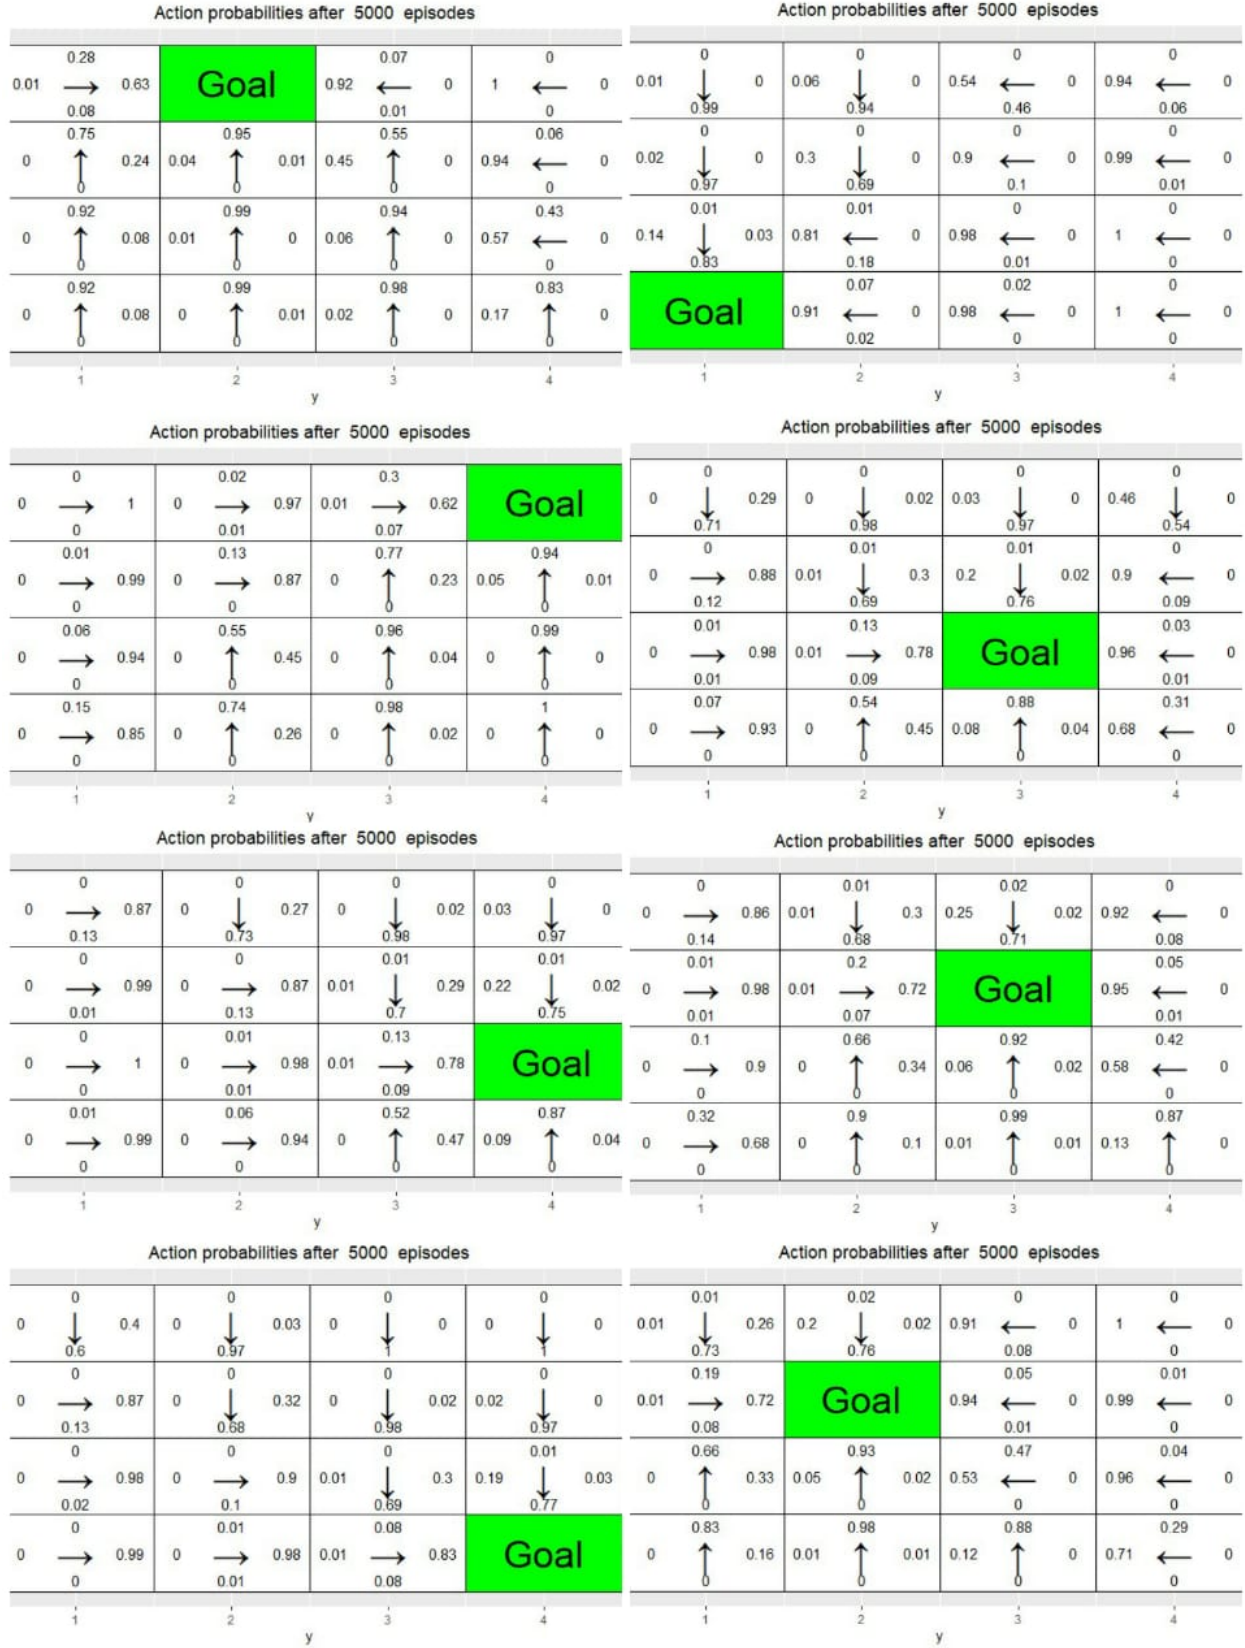 Action probabilities after 5000 episodes
0.28 0.07 0
0.01 0.63 Goal 0.92 0 1 0
0.08 0.01 0
0.75 0.95 0.55 0.06
0 0.24 0.04 0.01 0.45 0 0.94 0
0 0 0 0
0.92 0.99 0.94 0.43
0 0.08 0.01 0 0.06 0 0.57 0
0 0 0 0
0.92 0.99 0.98 0.83
0 0.08 0 0.01 0.02 0 0.17 0
0 0 0 0
1 2 3 4
y
Action probabilities after 5000 episodes
0 0 0 0
0.01 0 0.06 0 0.54 0 0.94 0
0.99 0.94 0.46 0.06
0 0 0 0
0.02 0 0.3 0 0.9 0 0.99 0
0.97 0.69 0.1 0.01
0.01 0.01 0 0
0.14 0.03 0.81 0 0.98 0 1 0
0.83 0.18 0.01 0
0.07 0.02 0
Goal 0.91 0 0.98 0 1 0
0.02 0 0
1 2 3 4
y
Action probabilities after 5000 episodes
0 0.02 0.3
0 1 0 0.97 0.01 0.62 Goal
0 0.01 0.07
0.01 0.13 0.77 0.94
0 0.99 0 0.87 0 0.23 0.05 0.01
0 0 0 0
0.06 0.55 0.96 0.99
0 0.94 0 0.45 0 0.04 0 0
0 0 0 0
0.15 0.74 0.98 1
0 0.85 0 0.26 0 0.02 0 0
0 0 0 0
1 2 3 4
y
Action probabilities after 5000 episodes
0 0 0 0
0 0.29 0 0.02 0.03 0 0.46 0
0.71 0.98 0.97 0.54
0 0.01 0.01 0
0 0.88 0.01 0.3 0.2 0.02 0.9 0
0.12 0.69 0.76 0.09
0.01 0.13 0.03
0 0.98 0.01 0.78 Goal 0.96 0
0.01 0.09 0.01
0.07 0.54 0.88 0.31
0 0.93 0 0.45 0.08 0.04 0.68 0
0 0 0 0
1 2 3 4
y
Action probabilities after 5000 episodes
0 0 0 0
0 0.87 0 0.27 0 0.02 0.03 0
0.13 0.73 0.98 0.97
0 0 0.01 0.01
0 0.99 0 0.87 0.01 0.29 0.22 0.02
0.01 0.13 0.7 0.75
0 0.01 0.13
0 1 0 0.98 0.01 0.78 Goal
0 0.01 0.09
0.01 0.06 0.52 0.87
0 0.99 0 0.94 0 0.47 0.09 0.04
0 0 0 0
1 2 3 4
y
Action probabilities after 5000 episodes
0 0.01 0.02 0
0 0.86 0.01 0.3 0.25 0.02 0.92 0
0.14 0.68 0.71 0.08
0.01 0.2 0.05
0 0.98 0.01 0.72 Goal 0.95 0
0.01 0.07 0.01
0.1 0.66 0.92 0.42
0 0.9 0 0.34 0.06 0.02 0.58 0
0 0 0 0
0.32 0.9 0.99 0.87
0 0.68 0 0.1 0.01 0.01 0.13 0
0 0 0 0
1 2 3 4
y
Action probabilities after 5000 episodes
0 0 0 0
0 0.4 0 0.03 0 0 0 0
0.6 0.97 1 1
0 0 0 0
0 0.87 0 0.32 0 0.02 0.02 0
0.13 0.68 0.98 0.97
0 0 0 0.01
0 0.98 0 0.9 0.01 0.3 0.19 0.03
0.02 0.1 0.69 0.77
0 0.01 0.08
0 0.99 0 0.98 0.01 0.83 Goal
0 0.01 0.08
1 2 3 4
y
Action probabilities after 5000 episodes
0.01 0.02 0 0
0.01 0.26 0.2 0.02 0.91 0 1 0
0.73 0.76 0.08 0
0.19 0.05 0.01
0.01 0.72 Goal 0.94 0 0.99 0
0.08 0.01 0
0.66 0.93 0.47 0.04
0 0.33 0.05 0.02 0.53 0 0.96 0
0 0 0 0
0.83 0.98 0.88 0.29
0 0.16 0.01 0.01 0.12 0 0.71 0
0 0 0 0
1 2 3 4
y